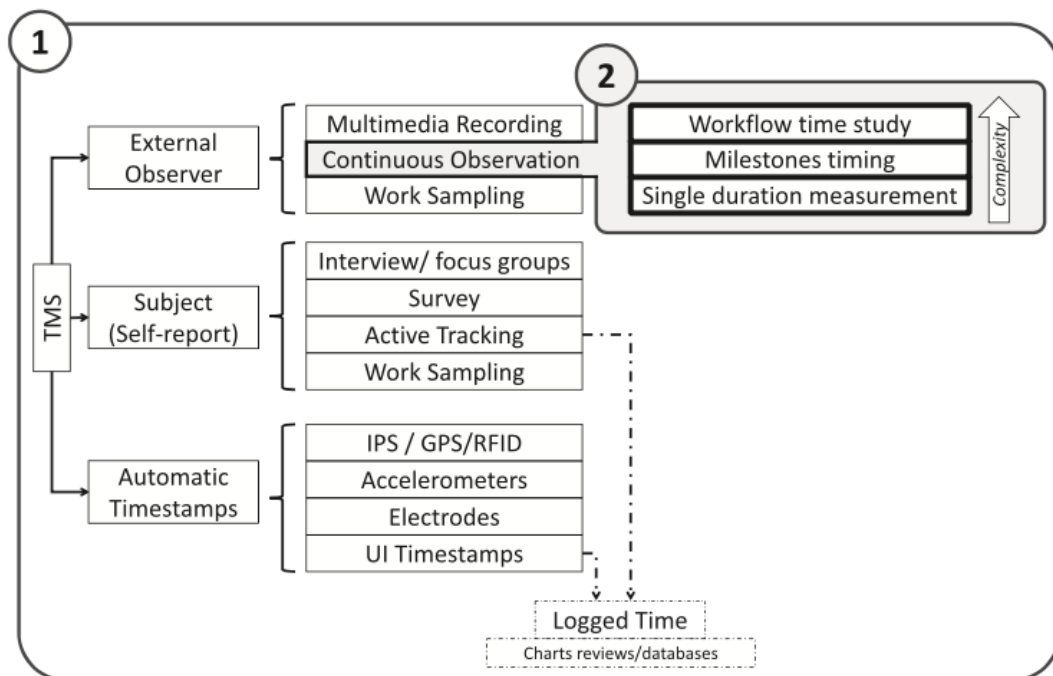 1
2
TMS
External
Observer
Multimedia Recording
Continuous Observation
Work Sampling
Workflow time study
Milestones timing
Single duration measurement
Complexity
Subject
(Self-report)
Interview/ focus groups
Survey
Active Tracking
Work Sampling
Automatic
Timestamps
IPS / GPS/RFID
Accelerometers
Electrodes
UI Timestamps
Logged Time
Charts reviews/databases